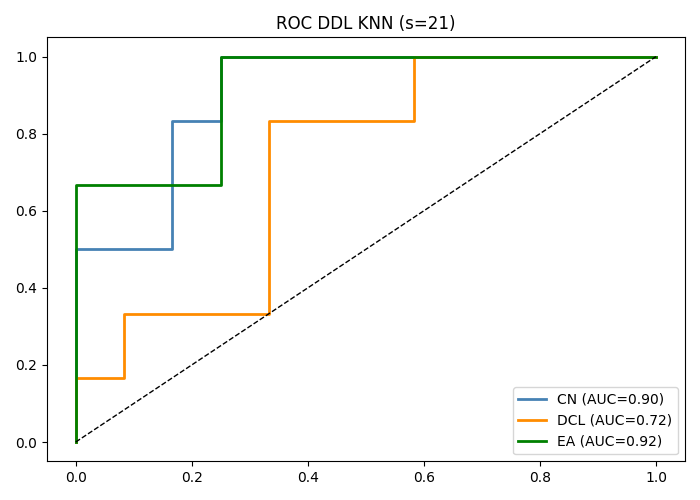 ROC DDL KNN (s=21)
1.0
0.8
0.6
0.4
0.2
0.0
0.0 0.2 0.4 0.6 0.8 1.0
CN (AUC=0.90)
DCL (AUC=0.72)
EA (AUC=0.92)